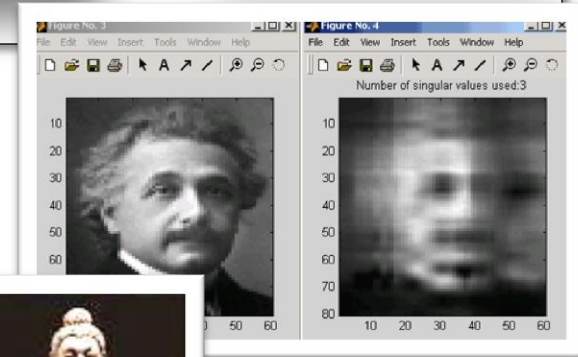 Figure No. 3
File Edit View Insert Tools Window Help
10
20
30
40
50
60
50 60
Figure No. 4
File Edit View Insert Tools Window Help
Number of singular values used:3
10
20
30
40
50
60
70
80
10 20 30 40 50 60